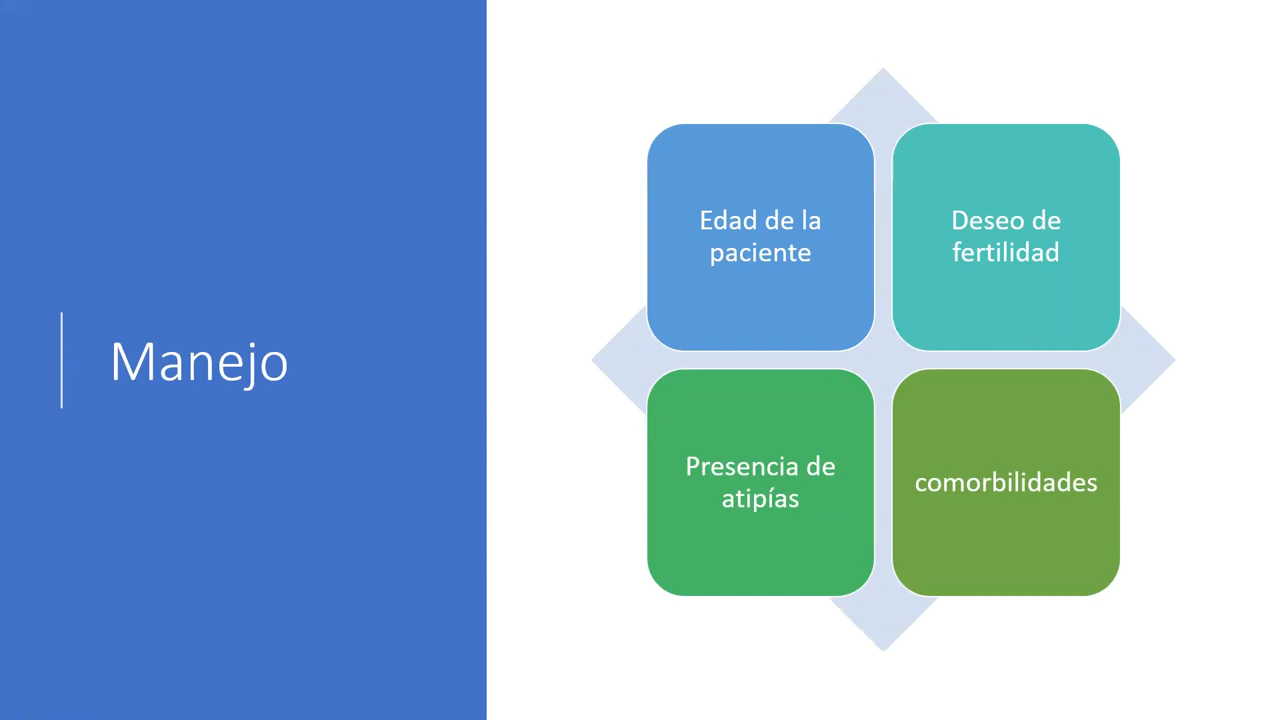 Manejo
Edad de la
paciente
Deseo de
fertilidad
Presencia de
atipías
comorbilidades